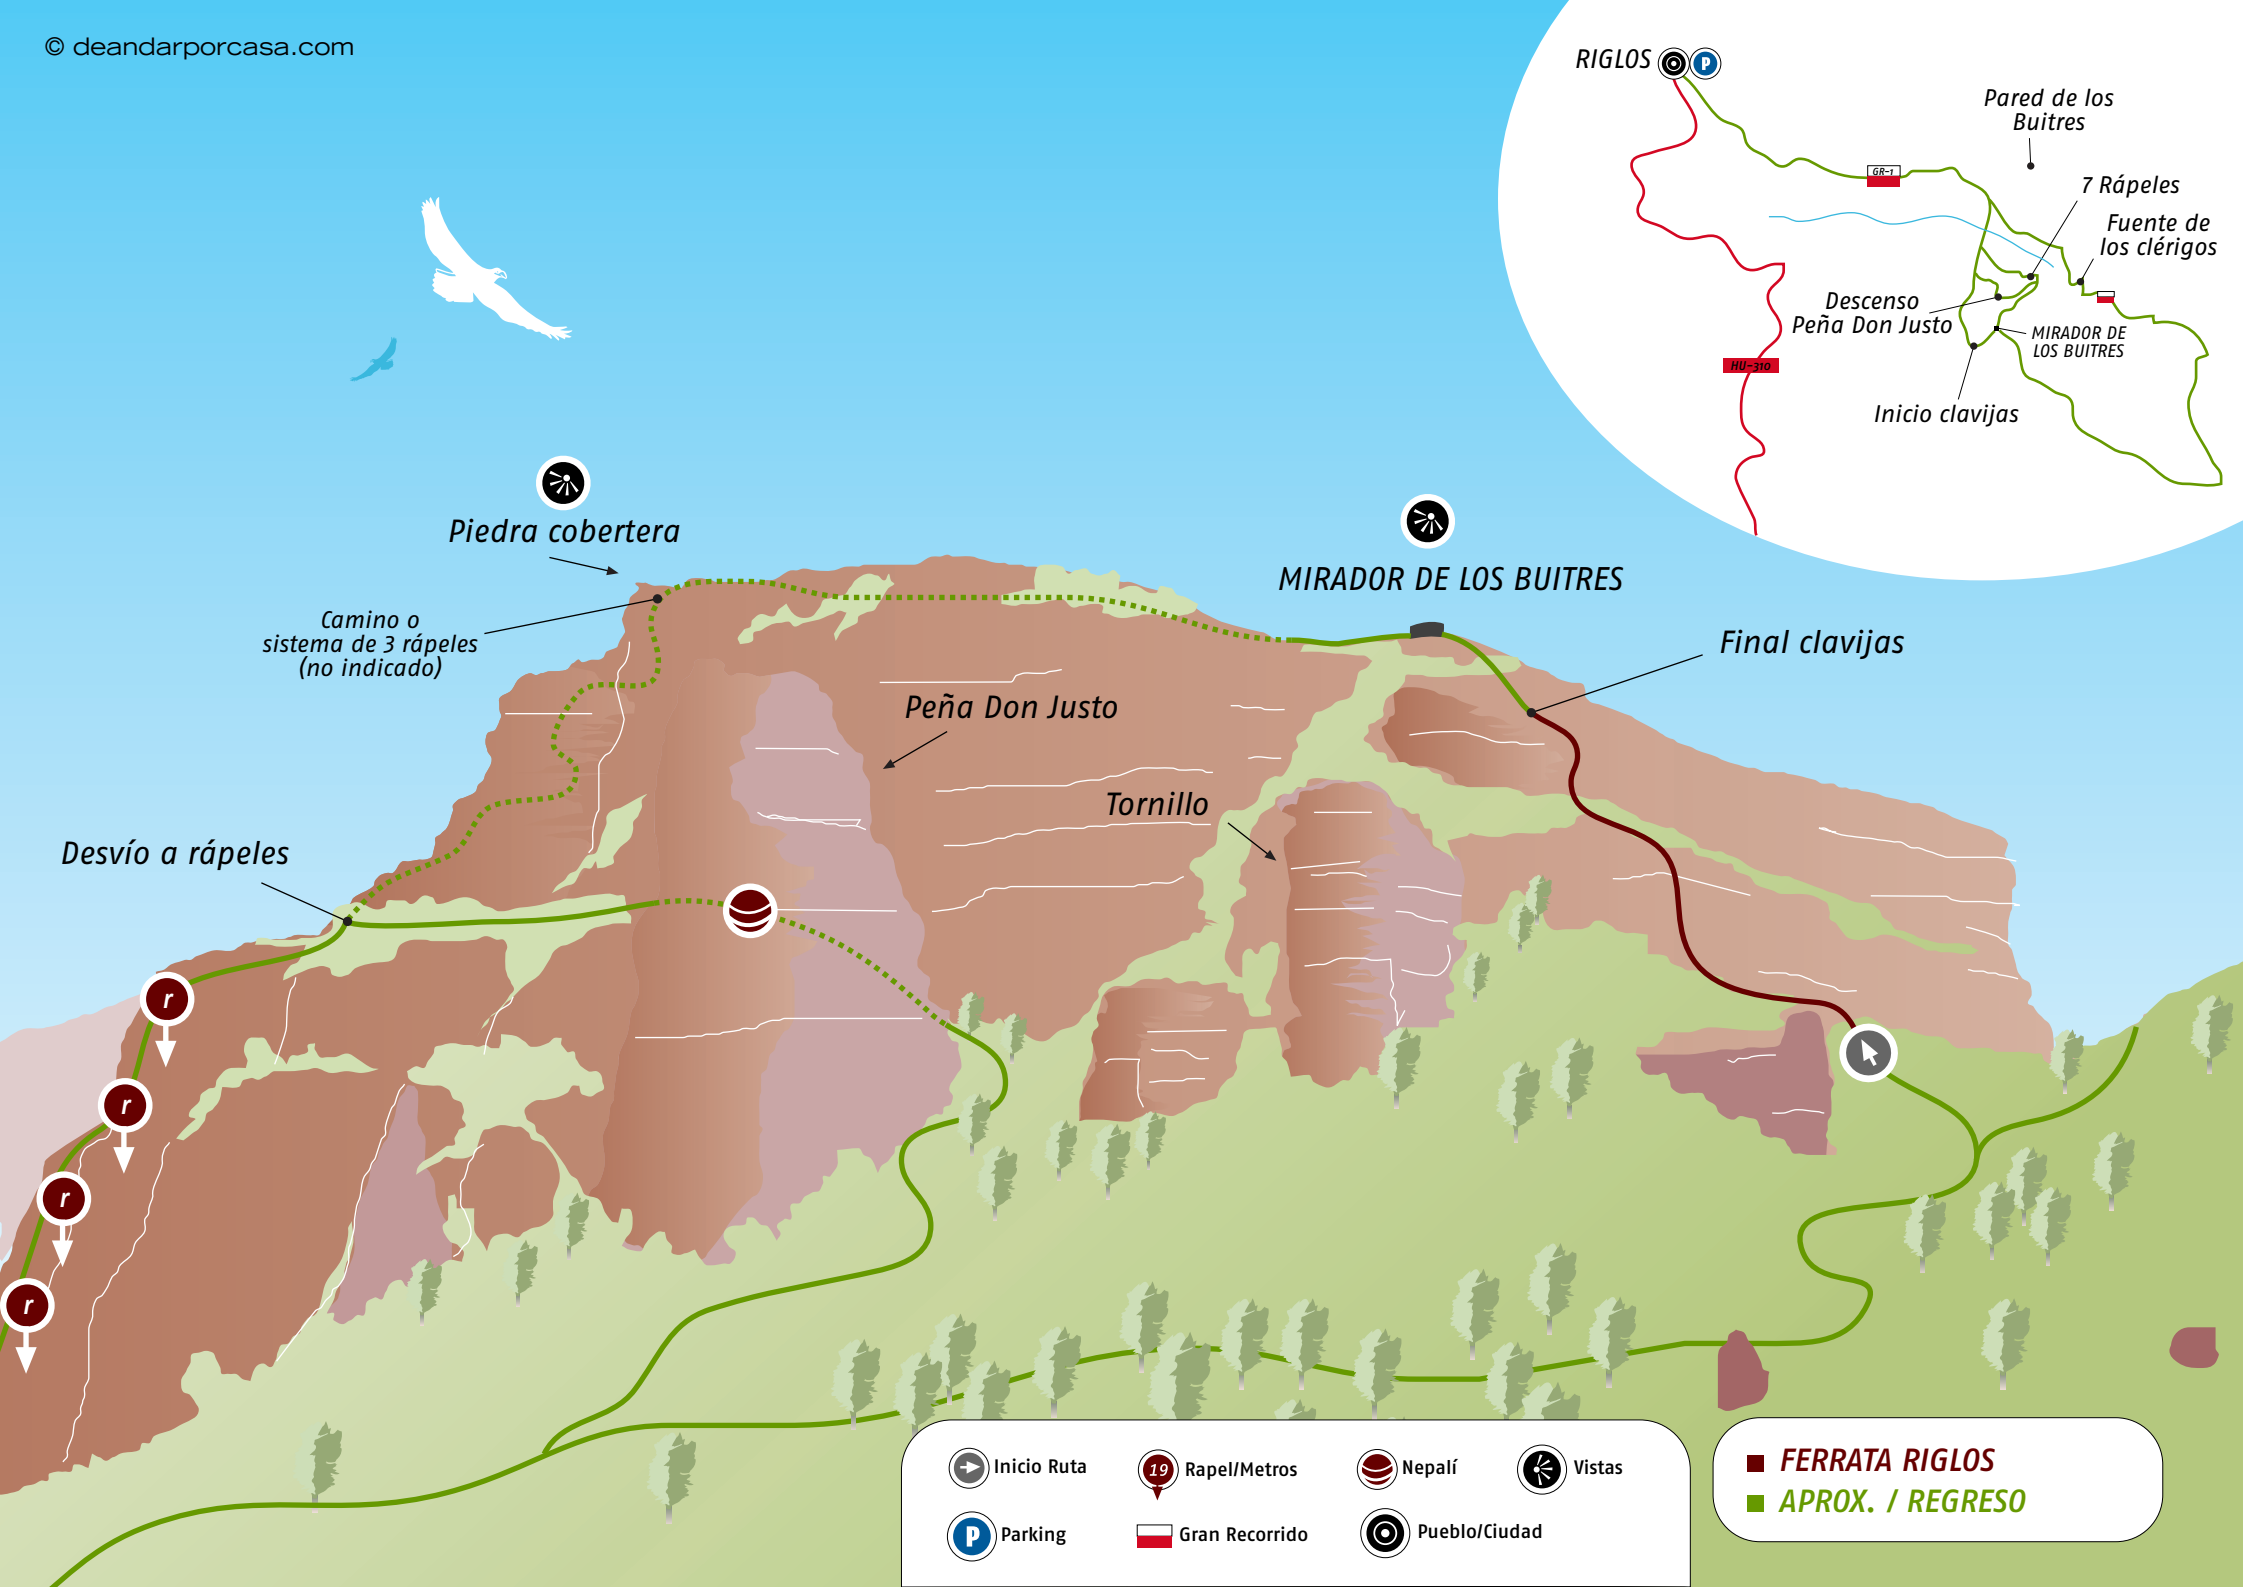 © deandarporcasa.com
RIGLOS
P
Pared de los
Buitres
GR-1
7 Rápeles
Fuente de
los clérigos
Descenso
Peña Don Justo
MIRADOR DE
LOS BUITRES
HU-310
Inicio clavijas
Piedra cobertera
MIRADOR DE LOS BUITRES
Camino o
sistema de 3 rápeles
(no indicado)
Final clavijas
Peña Don Justo
Tornillo
Desvío a rápeles
r
r
r
r
Inicio Ruta
19
Rapel/Metros
Nepalí
Vistas
P
Parking
Gran Recorrido
Pueblo/Ciudad
FERRATA RIGLOS
APROX. / REGRESO